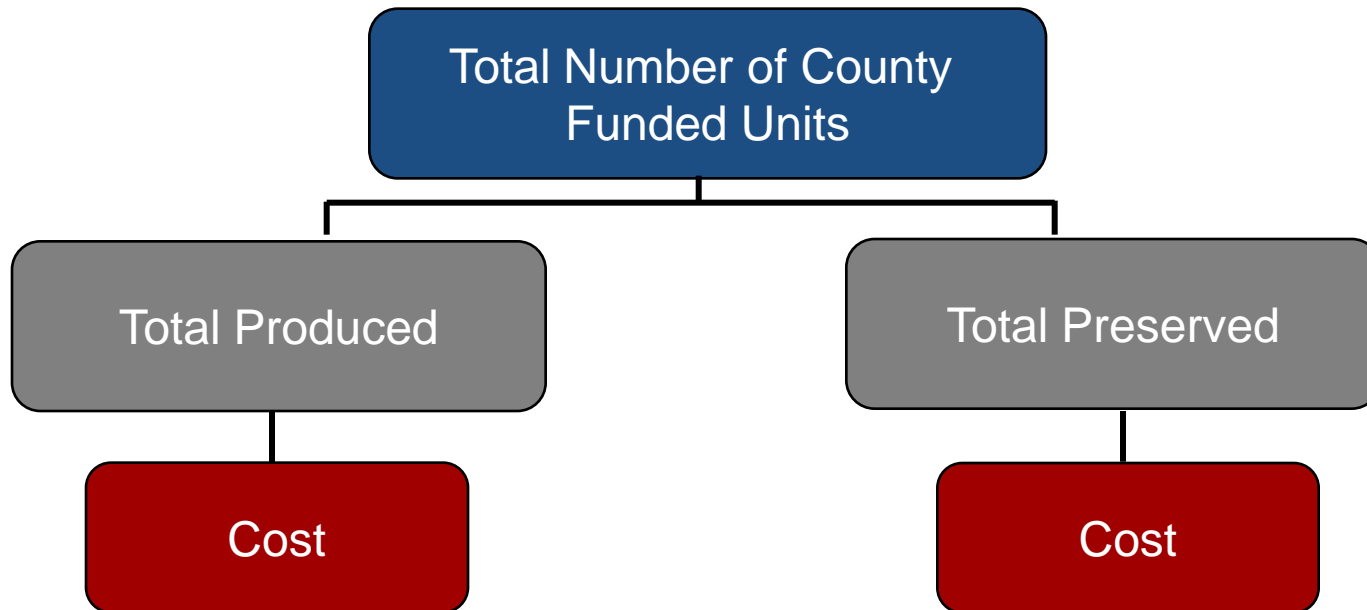 Total Number of County
Funded Units
Total Produced
Total Preserved
Cost
Cost